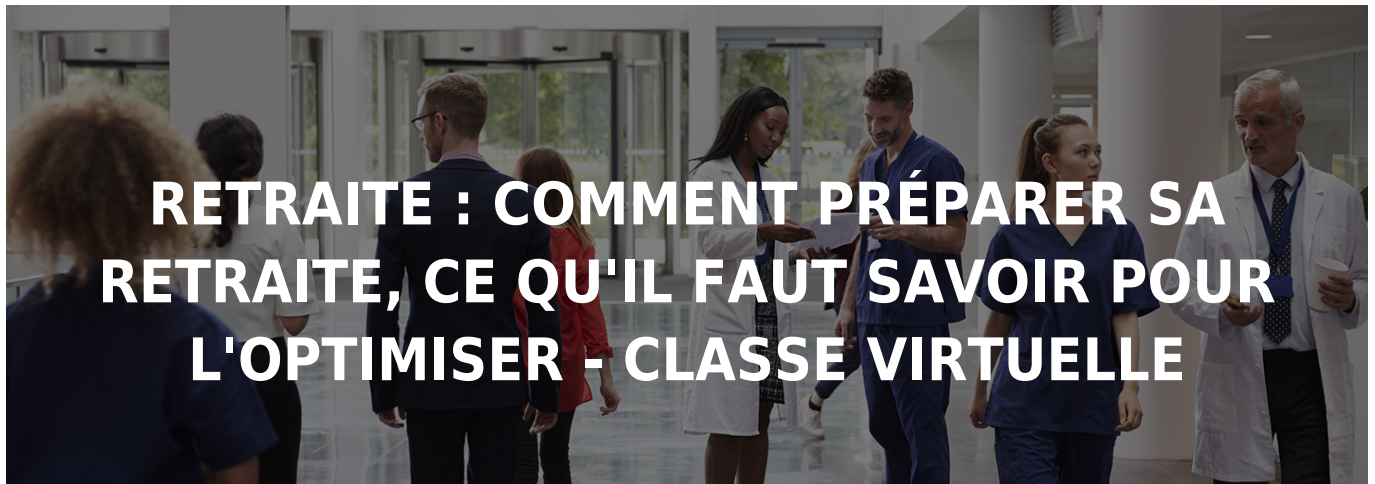 RETRAITE : COMMENT PRÉPARER SA
RETRAITE, CE QU'IL FAUT SAVOIR POUR
L'OPTIMISER - CLASSE VIRTUELLE